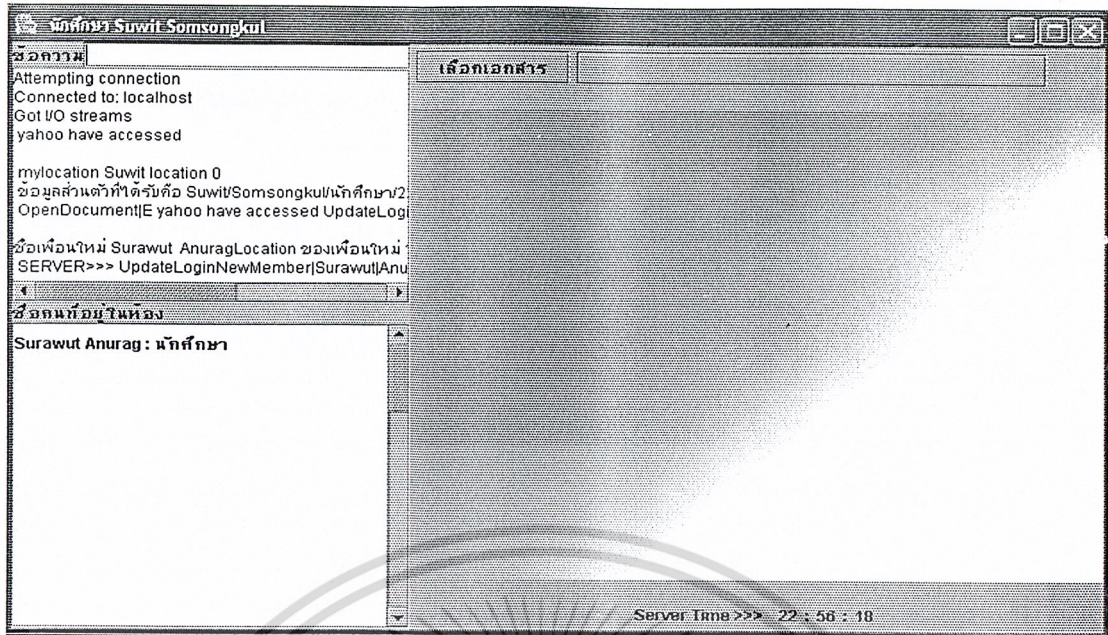 นักศึกษา Suwit Somsongkul
ข้อความ
Attempting connection
Connected to: localhost
Got I/O streams
yahoo have accessed
mylocation Suwit location 0
ข้อมูลส่วนตัวที่ได้รับคือ Suwit/Somsongkul/นักศึกษา/2
OpenDocument|E yahoo have accessed UpdateLogi
ชื่อเพื่อนใหม่ Surawut AnuragLocation ของเพื่อนใหม่
SERVER>>> UpdateLoginNewMember|Surawut|Anu
ชื่อคนที่อยู่ในห้อง
Surawut Anurag : นักศึกษา
เลือกเอกสาร
Server Time >>> 22 : 56 : 18